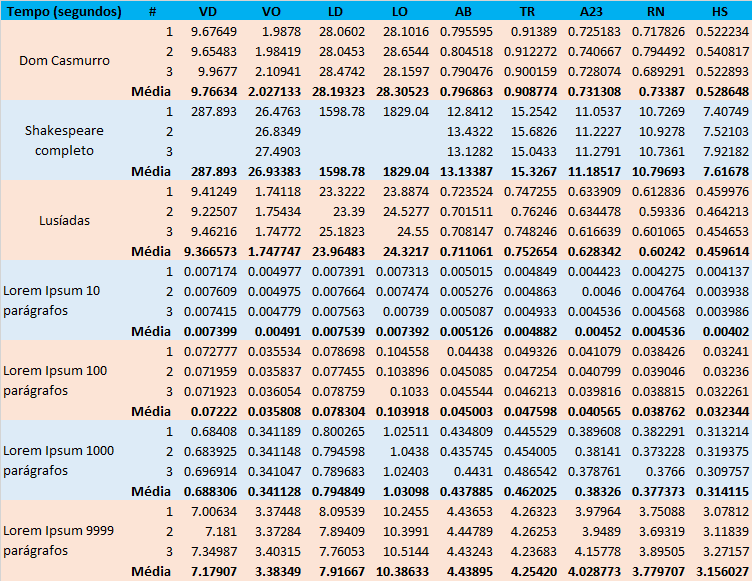 Tempo (segundos) # VD VO LD LO AB TR A23 RN HS
Dom Casmurro
1 9.67649 1.9878 28.0602 28.1016 0.795595 0.91389 0.725183 0.717826 0.522234
2 9.65483 1.98419 28.0453 28.6544 0.804518 0.912272 0.740667 0.794492 0.540817
3 9.9677 2.10941 28.4742 28.1597 0.790476 0.900159 0.728074 0.689291 0.522893
Média 9.76634 2.027133 28.19323 28.30523 0.796863 0.908774 0.731308 0.73387 0.528648
Shakespeare
completo
1 287.893 26.4763 1598.78 1829.04 12.8412 15.2542 11.0537 10.7269 7.40749
2 26.8349 13.4322 15.6826 11.2227 10.9278 7.52103
3 27.4903 13.1282 15.0433 11.2791 10.7361 7.92182
Média 287.893 26.93383 1598.78 1829.04 13.13387 15.3267 11.18517 10.79693 7.61678
Lusíadas
1 9.41249 1.74118 23.3222 23.8874 0.723524 0.747255 0.633909 0.612836 0.459976
2 9.22507 1.75434 23.39 24.5277 0.701511 0.76246 0.634478 0.59336 0.464213
3 9.46216 1.74772 25.1823 24.55 0.708147 0.748246 0.616639 0.601065 0.454653
Média 9.366573 1.747747 23.96483 24.3217 0.711061 0.752654 0.628342 0.60242 0.459614
Lorem Ipsum 10
parágrafos
1 0.007174 0.004977 0.007391 0.007313 0.005015 0.004849 0.004423 0.004275 0.004137
2 0.007609 0.004975 0.007664 0.007474 0.005276 0.004863 0.0046 0.004764 0.003938
3 0.007415 0.004779 0.007563 0.00739 0.005087 0.004933 0.004536 0.004568 0.003986
Média 0.007399 0.00491 0.007539 0.007392 0.005126 0.004882 0.00452 0.004536 0.00402
Lorem Ipsum 100
parágrafos
1 0.072777 0.035534 0.078698 0.104558 0.04438 0.049326 0.041079 0.038426 0.03241
2 0.071959 0.035837 0.077455 0.103896 0.045085 0.047254 0.040799 0.039046 0.03236
3 0.071923 0.036054 0.078759 0.1033 0.045544 0.046213 0.039816 0.038815 0.032261
Média 0.07222 0.035808 0.078304 0.103918 0.045003 0.047598 0.040565 0.038762 0.032344
Lorem Ipsum 1000
parágrafos
1 0.68408 0.341189 0.800265 1.02511 0.434809 0.445529 0.389608 0.382291 0.313214
2 0.683925 0.341148 0.794598 1.0438 0.435745 0.454005 0.38141 0.373228 0.319375
3 0.696914 0.341047 0.789683 1.02403 0.4431 0.486542 0.378761 0.3766 0.309757
Média 0.688306 0.341128 0.794849 1.03098 0.437885 0.462025 0.38326 0.377373 0.314115
Lorem Ipsum 9999
parágrafos
1 7.00634 3.37448 8.09539 10.2455 4.43653 4.26323 3.97964 3.75088 3.07812
2 7.181 3.37284 7.89409 10.3991 4.44789 4.26253 3.9489 3.69319 3.11839
3 7.34987 3.40315 7.76053 10.5144 4.43243 4.23683 4.15778 3.89505 3.27157
Média 7.17907 3.38349 7.91667 10.38633 4.43895 4.25420 4.028773 3.779707 3.156027